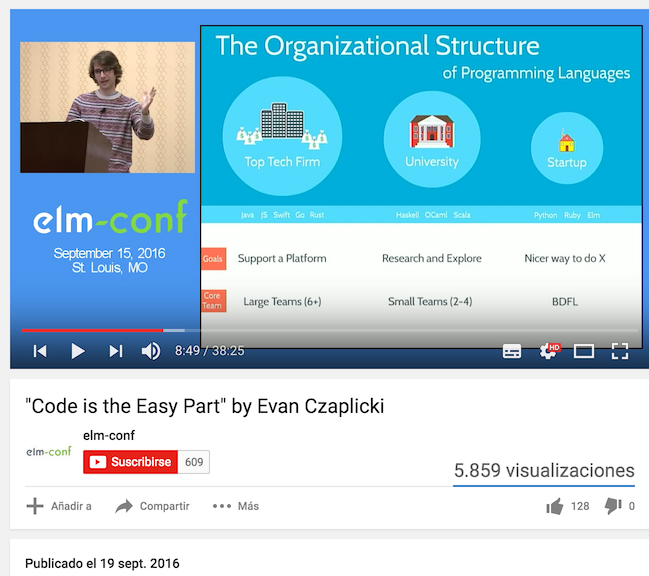 The Organizational Structure
of Programming Languages
Top Tech Firm
University
Startup
Java JS Swift Go Rust
Haskell OCaml Scala
Python Ruby Elm
Goals
Support a Platform
Research and Explore
Nicer way to do X
Core Team
Large Teams (6+)
Small Teams (2-4)
BDFL
elm-conf
September 15, 2016
St. Louis, MO
8:49 / 38:25
HD
"Code is the Easy Part" by Evan Czaplicki
elm-conf
elm-conf
Suscribirse 609
5.859 visualizaciones
Añadir a
Compartir
Más
128
0
Publicado el 19 sept. 2016